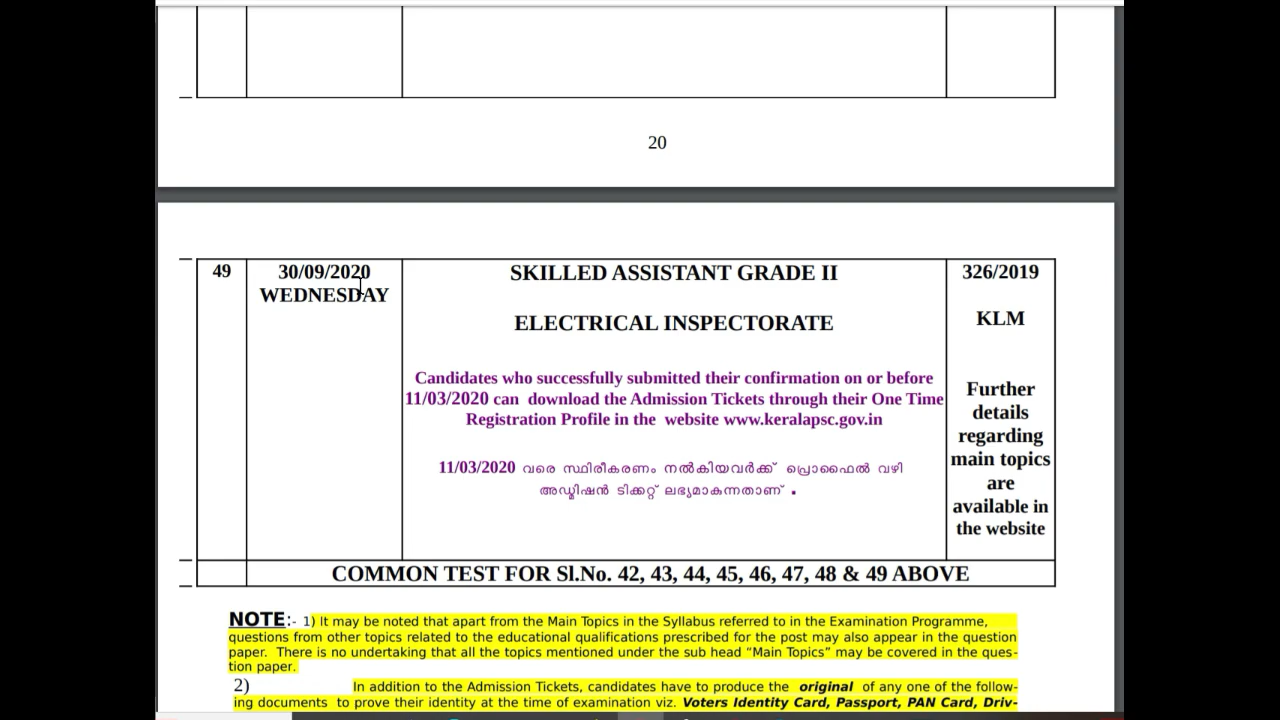 20
49
30/09/2020
WEDNESDAY
SKILLED ASSISTANT GRADE II
ELECTRICAL INSPECTORATE
Candidates who successfully submitted their confirmation on or before
11/03/2020 can download the Admission Tickets through their One Time
Registration Profile in the website www.keralapsc.gov.in
11/03/2020 വരെ സ്ഥിരീകരണം നൽകിയവർക്ക് പ്രൊഫൈൽ വഴി
അഡ്മിഷൻ ടിക്കറ്റ് ലഭ്യമാകുന്നതാണ് .
326/2019
KLM
Further
details
regarding
main topics
are
available in
the website
COMMON TEST FOR Sl.No. 42, 43, 44, 45, 46, 47, 48 & 49 ABOVE
NOTE:- 1) It may be noted that apart from the Main Topics in the Syllabus referred to in the Examination Programme,
questions from other topics related to the educational qualifications prescribed for the post may also appear in the question
paper. There is no undertaking that all the topics mentioned under the sub head “Main Topics” may be covered in the ques-
tion paper.
2) In addition to the Admission Tickets, candidates have to produce the original of any one of the follow-
ing documents to prove their identity at the time of examination viz. Voters Identity Card, Passport, PAN Card, Driv-